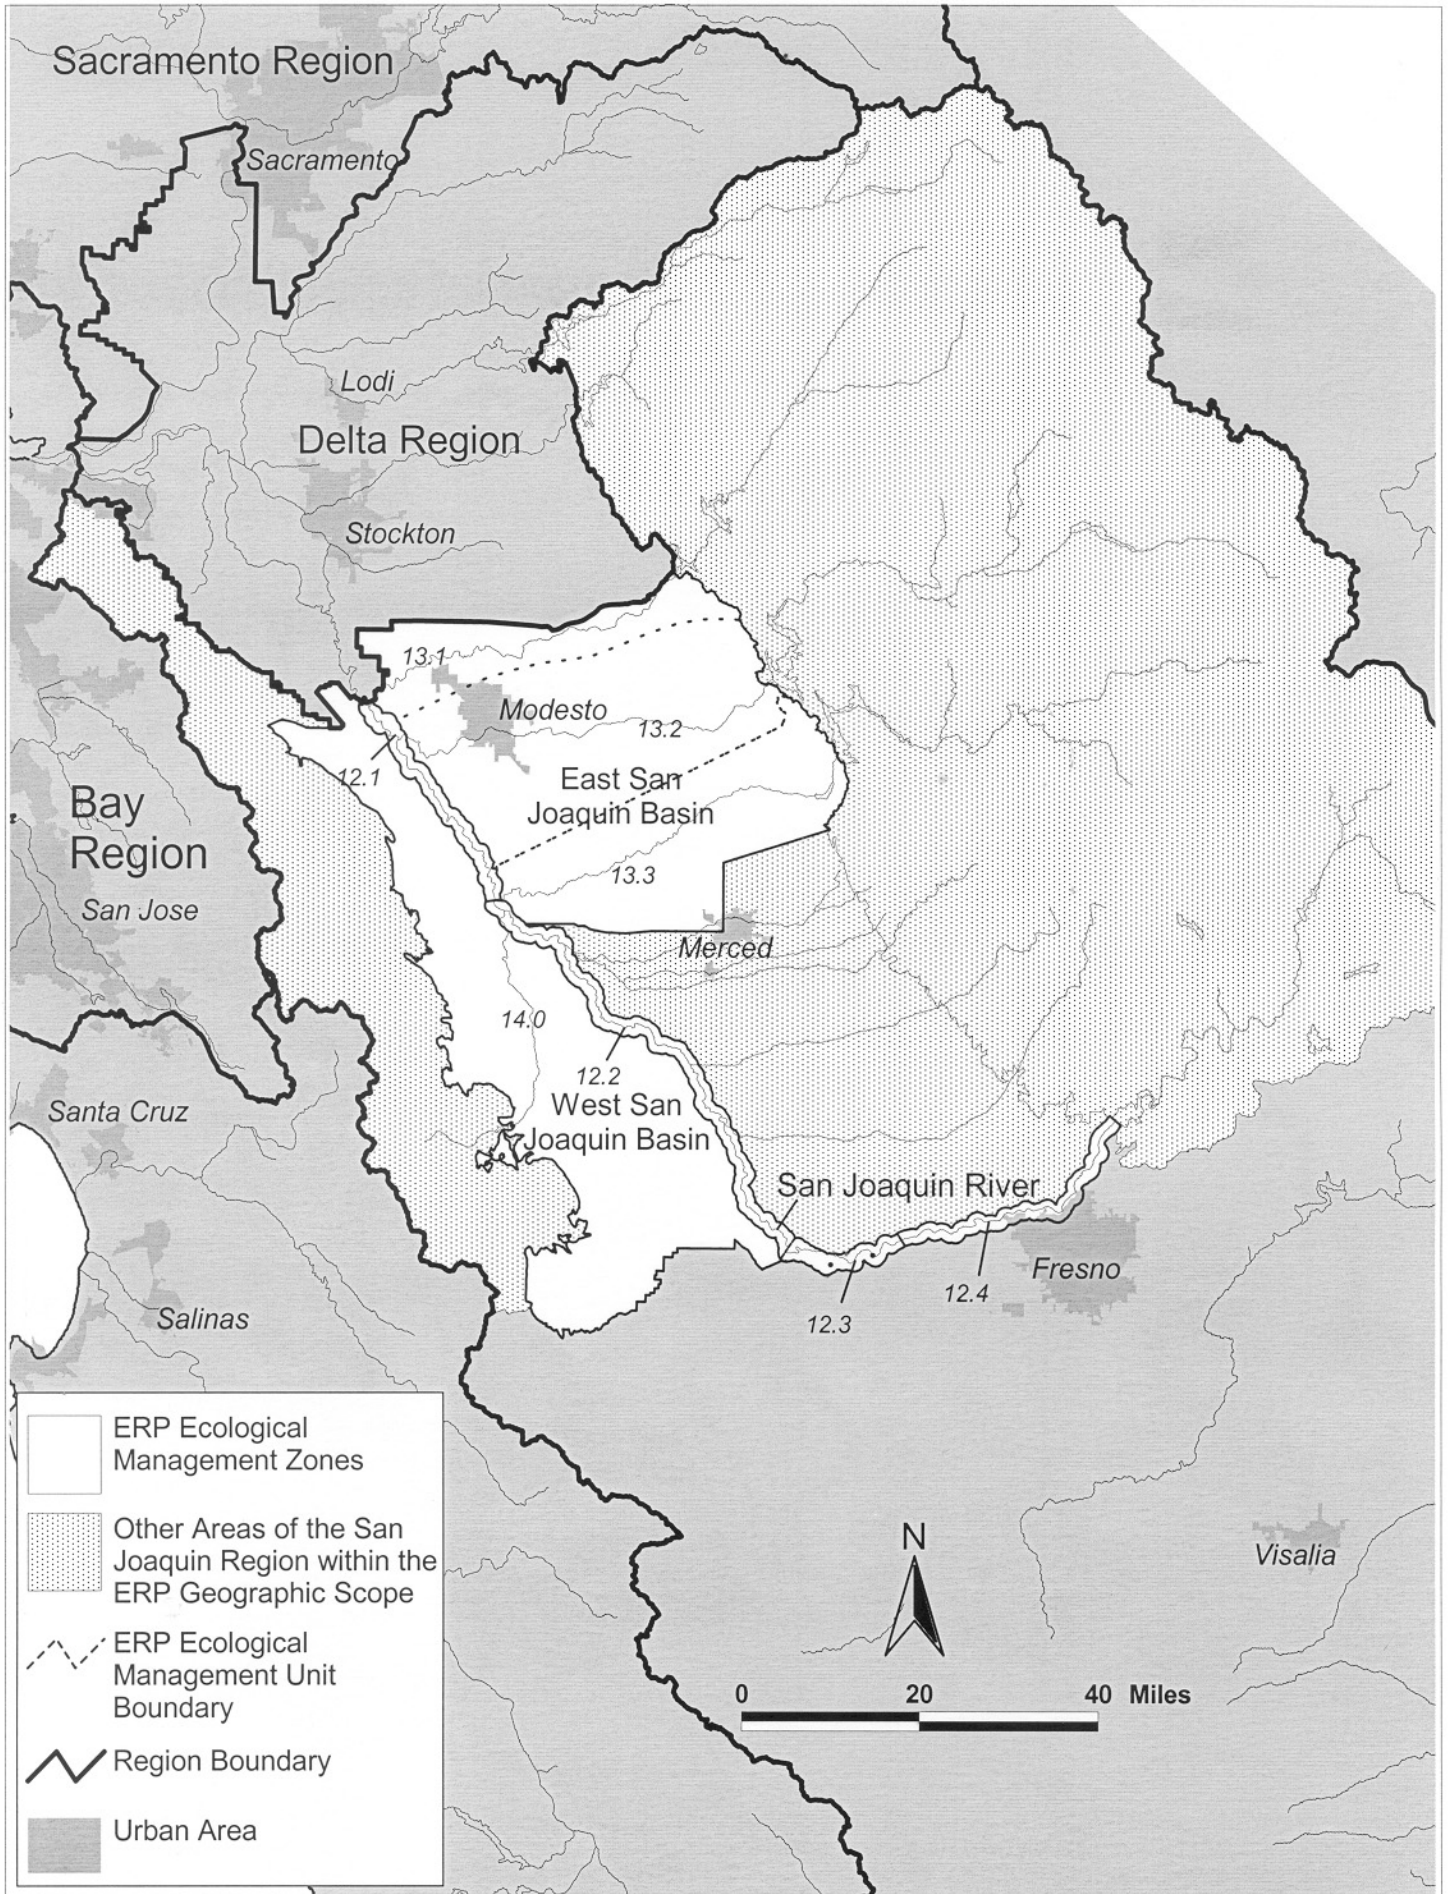 Sacramento Region
Sacramento
Lodi
Delta Region
Stockton
13.1
Modesto
13.2
12.1
East San
Joaquin Basin
Bay
Region
13.3
San Jose
Merced
14.0
12.2
West San
Joaquin Basin
Santa Cruz
San Joaquin River
Fresno
12.4
12.3
Salinas
ERP Ecological
Management Zones
Other Areas of the San
Joaquin Region within the
ERP Geographic Scope
ERP Ecological
Management Unit
Boundary
Region Boundary
Urban Area
N
Visalia
0 20 40 Miles